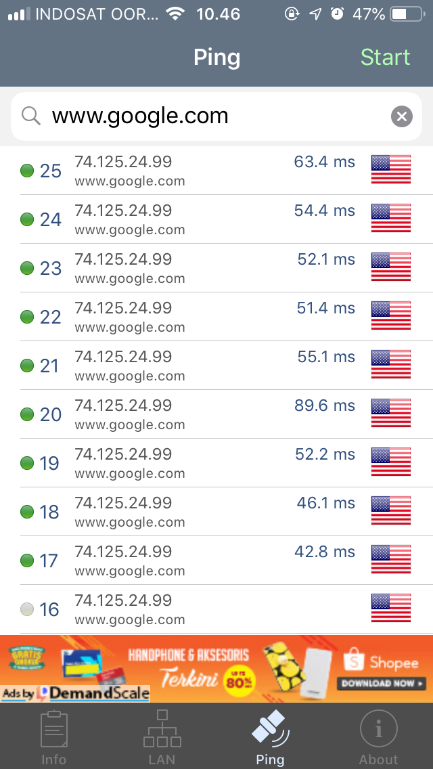 INDOSAT OOR... 10.46 47%
Ping Start
www.google.com
25 74.125.24.99 63.4 ms
www.google.com
24 74.125.24.99 54.4 ms
www.google.com
23 74.125.24.99 52.1 ms
www.google.com
22 74.125.24.99 51.4 ms
www.google.com
21 74.125.24.99 55.1 ms
www.google.com
20 74.125.24.99 89.6 ms
www.google.com
19 74.125.24.99 52.2 ms
www.google.com
18 74.125.24.99 46.1 ms
www.google.com
17 74.125.24.99 42.8 ms
www.google.com
16 74.125.24.99
www.google.com
GRATIS
HANDPHONE & AKSESORIS
Terkini
UP TO
80%
Shopee
DOWNLOAD NOW
Ads by DemandScale
Info LAN Ping About